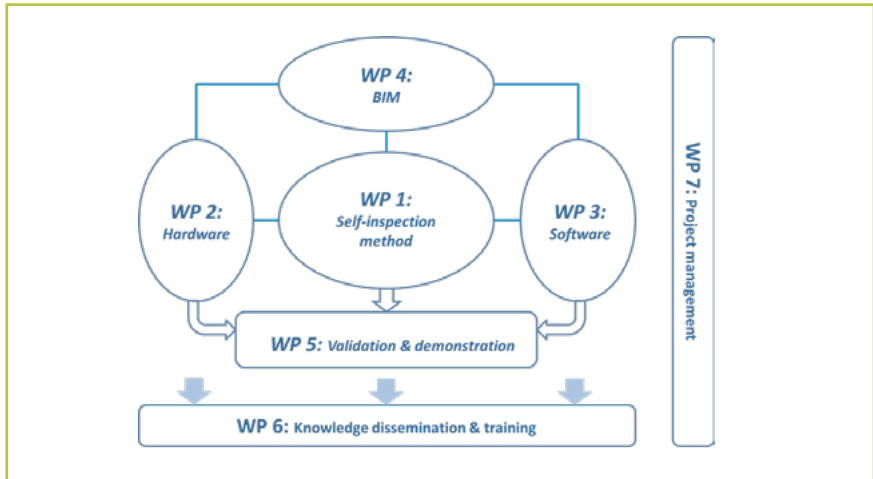 WP 4:
BIM
WP 2:
Hardware
WP 1:
Self-inspection
method
WP 3:
Software
WP 5: Validation & demonstration
WP 6: Knowledge dissemination & training
WP 7: Project management